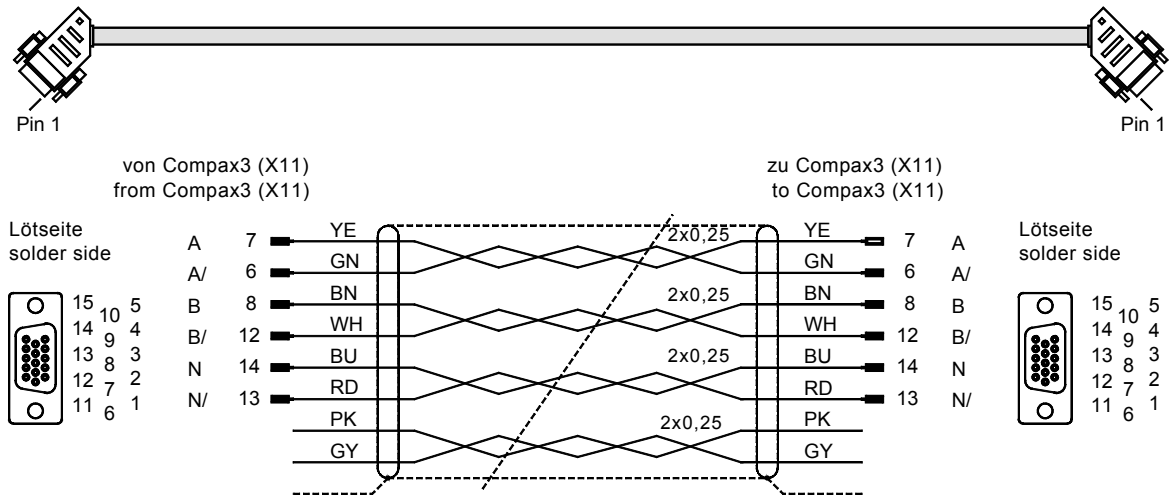 Pin 1
Pin 1
von Compax3 (X11)
from Compax3 (X11)
zu Compax3 (X11)
to Compax3 (X11)
Lötseite
solder side
Lötseite
solder side
A 7 YE 2x0,25 YE 7 A
A/ 6 GN GN 6 A/
B 8 BN 2x0,25 BN 8 B
B/ 12 WH WH 12 B/
N 14 BU 2x0,25 BU 14 N
N/ 13 RD RD 13 N/
PK 2x0,25 PK
GY GY
15 10 5
14 9 4
13 8 3
12 7 2
11 6 1
15 10 5
14 9 4
13 8 3
12 7 2
11 6 1